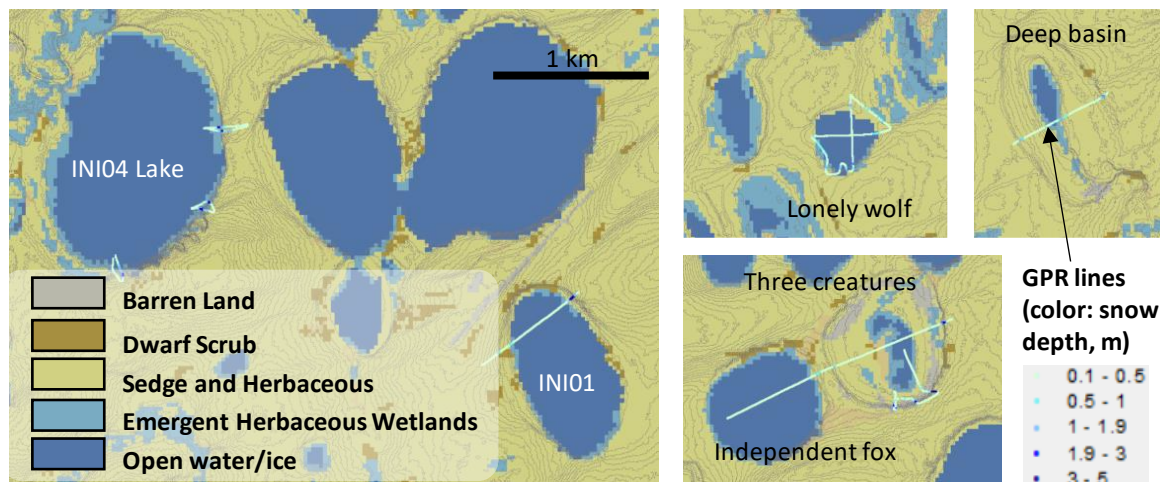 1 km
INI04 Lake
INI01
Barren Land
Dwarf Scrub
Sedge and Herbaceous
Emergent Herbaceous Wetlands
Open water/ice
Lonely wolf
Deep basin
Three creatures
Independent fox
GPR lines
(color: snow
depth, m)
0.1 - 0.5
0.5 - 1
1 - 1.9
1.9 - 3
3 - 5